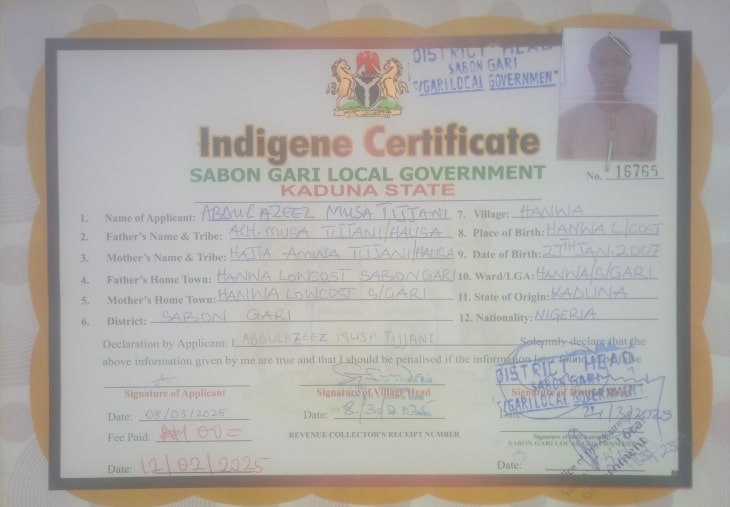 DISTRICT HEAD
SABON GARI
S/GARI LOCAL GOVERNMENT
Indigene Certificate
SABON GARI LOCAL GOVERNMENT
KADUNA STATE
No. 16765
1. Name of Applicant: ABDULAZEEZ MUSA TIJJANI 7. Village: HANWA
2. Father's Name & Tribe: ALH. MUSA TIJJANI/HAUSA 8. Place of Birth: HANWA L/COST
3. Mother's Name & Tribe: HAJIA AMINA TIJJANI/HAUSA 9. Date of Birth: 27TH JAN. 2007
4. Father's Home Town: HANWA LOWCOST SABON GARI 10. Ward/LGA: HANWA/S/GARI
5. Mother's Home Town: HANWA LOWCOST S/GARI 11. State of Origin: KADUNA
6. District: SABON GARI 12. Nationality: NIGERIA
Declaration by Applicant: I ABDULAZEEZ MUSA TIJJANI Solemnly declare that the
above information given by me are true and that I should be penalised if the information
DISTRICT HEAD
SABON GARI
S/GARI LOCAL GOVERNMENT
Signature of Applicant Signature of Village Head Signature of District Head
Date: 08/03/2025 Date: Date:
Fee Paid: REVENUE COLLECTOR'S RECEIPT NUMBER
SABON GARI LOCAL GOVERNMENT
Date: 12/02/2025 Date: